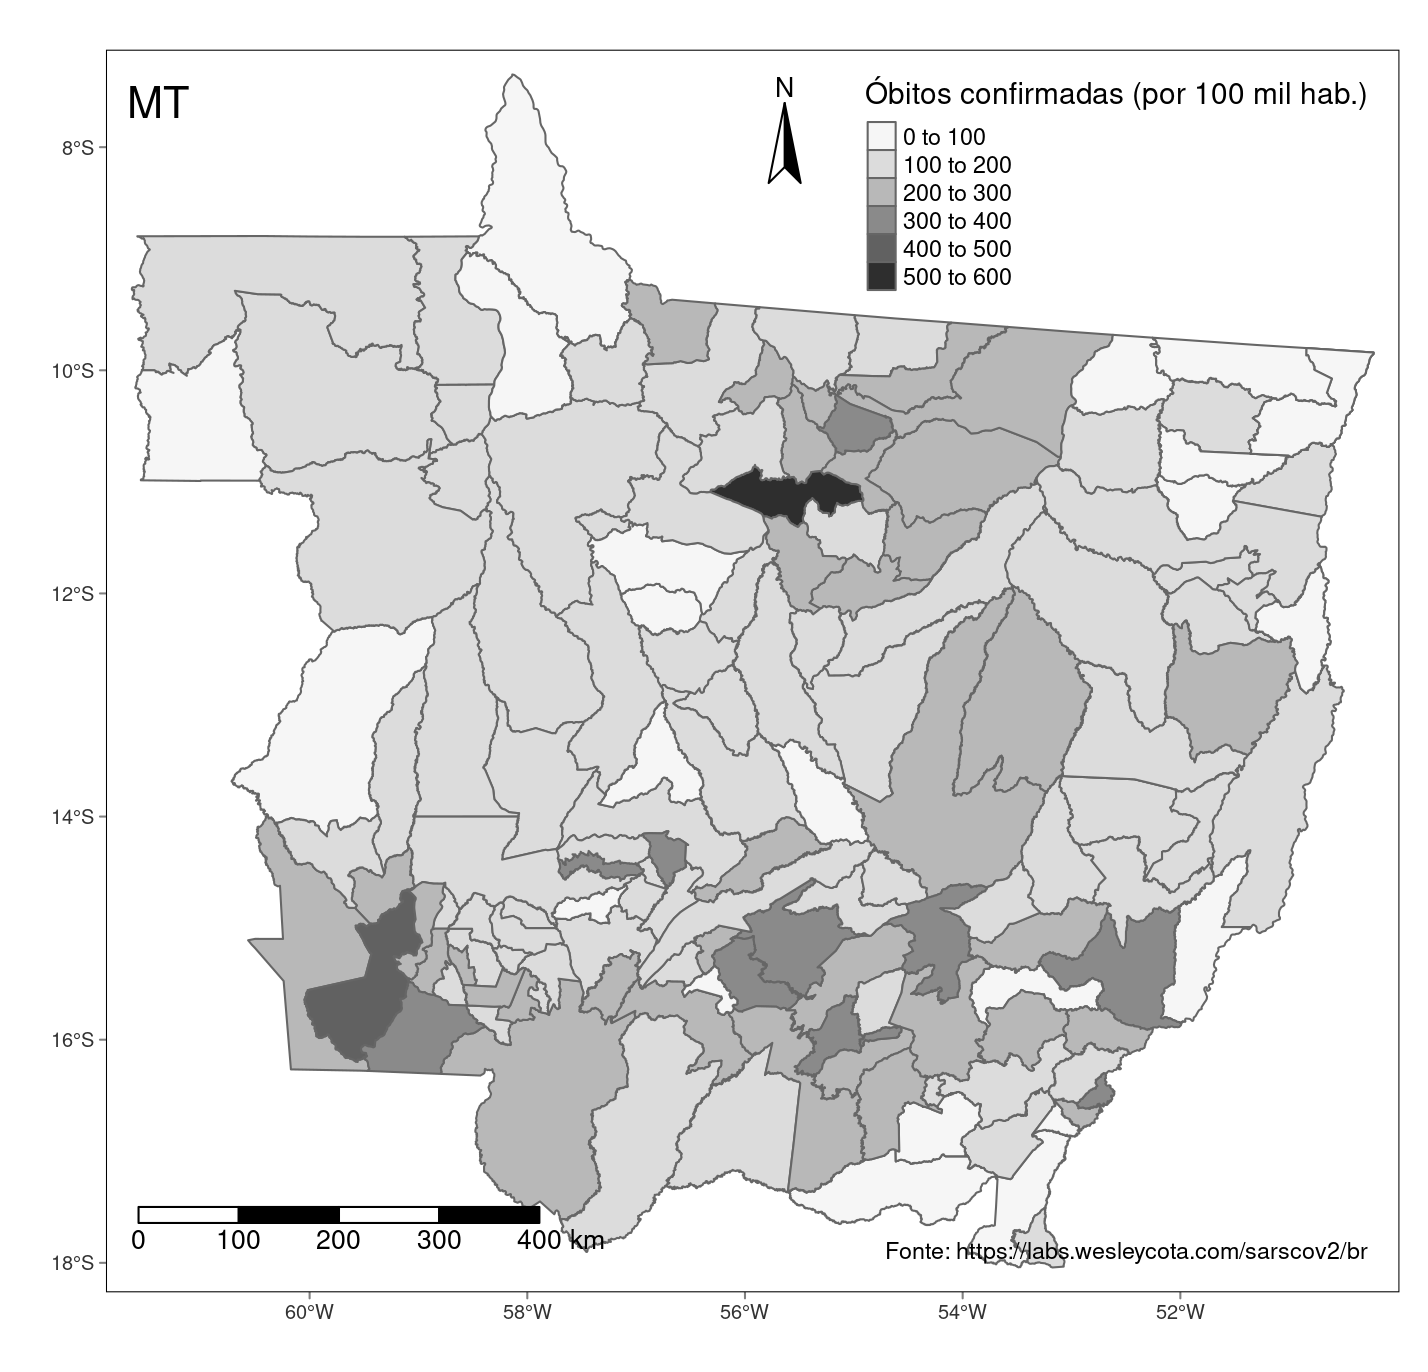 MT
N
Óbitos confirmadas (por 100 mil hab.)
0 to 100
100 to 200
200 to 300
300 to 400
400 to 500
500 to 600
8°S
10°S
12°S
14°S
16°S
18°S
0 100 200 300 400 km
Fonte: https://labs.wesleycota.com/sarscov2/br
60°W 58°W 56°W 54°W 52°W